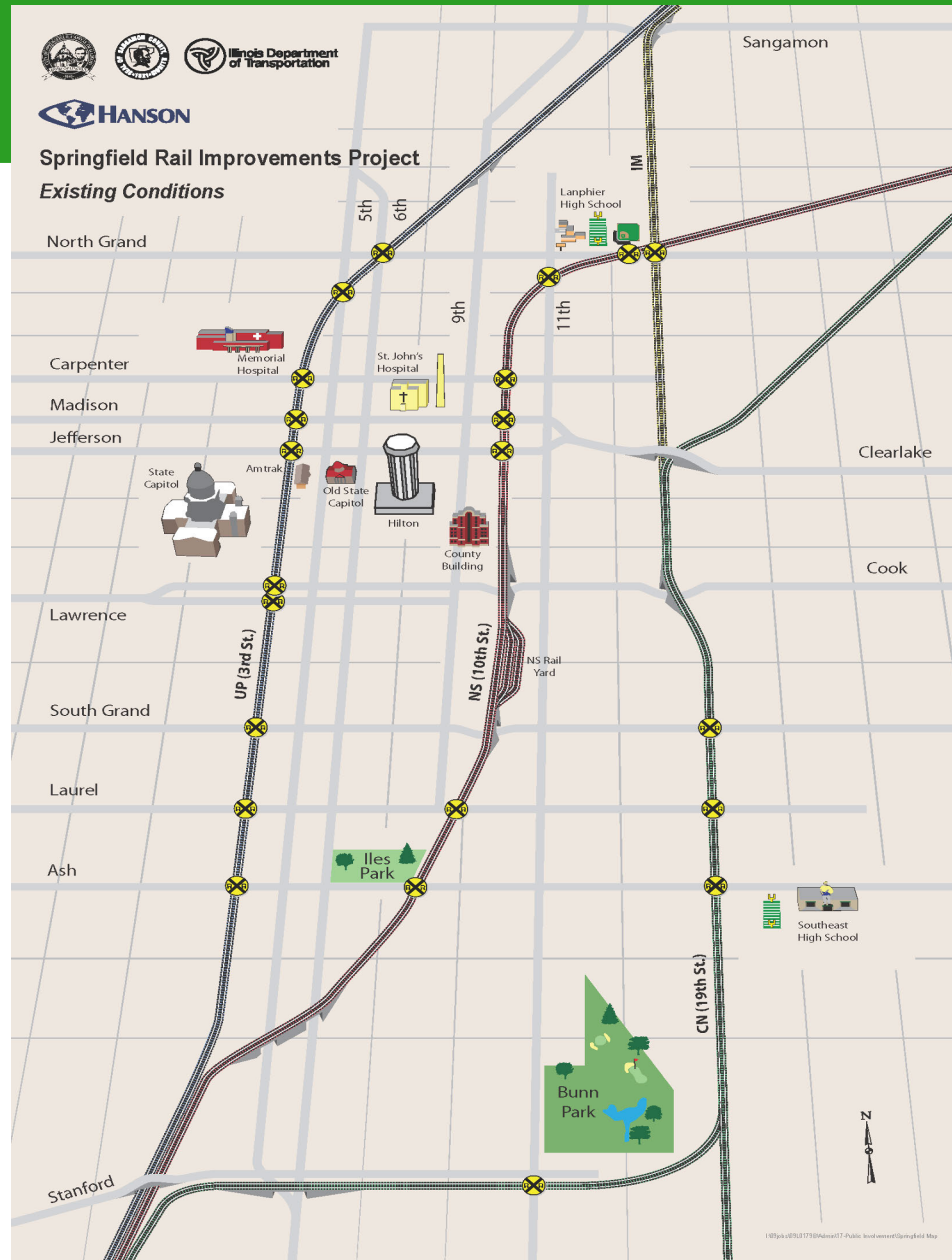 Illinois Department
of Transportation
HANSON
Springfield Rail Improvements Project
Existing Conditions
Sangamon
IM
Lanphier
High School
5th
6th
North Grand
9th
11th
Memorial
Hospital
St. John's
Hospital
Carpenter
Madison
Jefferson
Clearlake
State
Capitol
Amtrak
Old State
Capitol
Hilton
County
Building
Cook
Lawrence
UP (3rd St.)
NS (10th St.)
NS Rail
Yard
South Grand
Laurel
Iles
Park
Ash
Southeast
High School
CN (19th St.)
Bunn
Park
N
Stanford